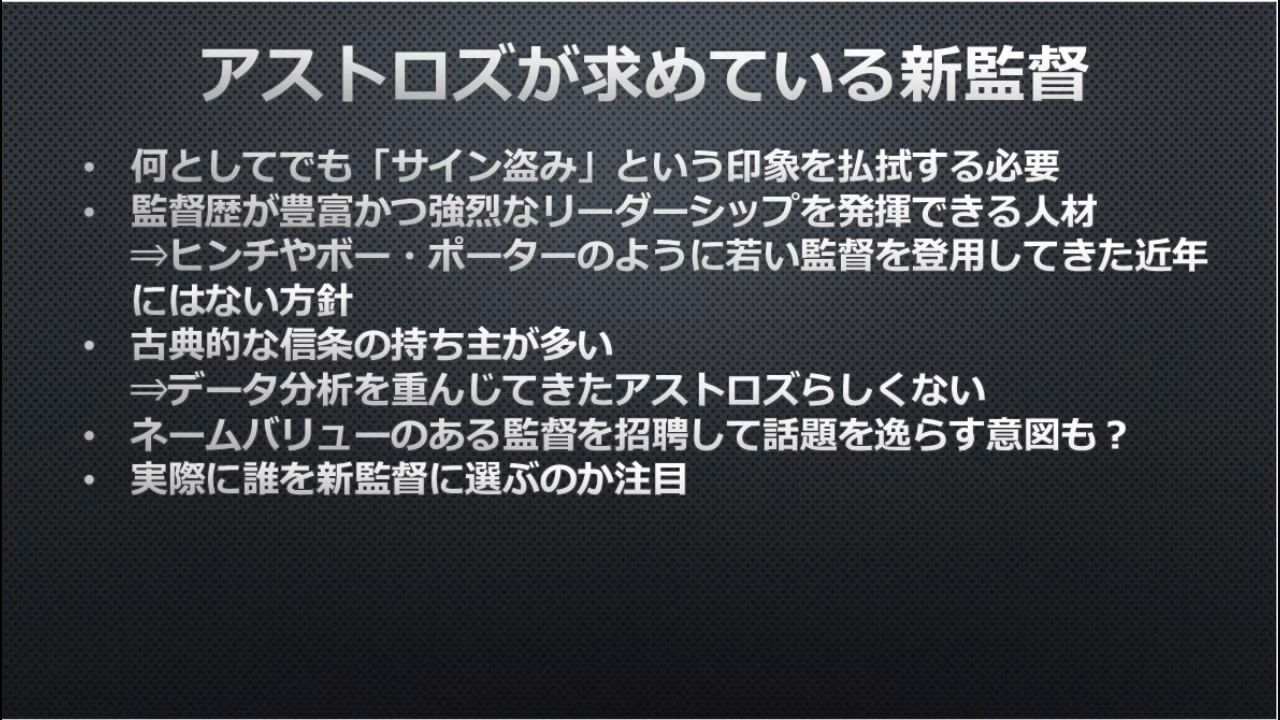 アストロズが求めている新監督
• 何としてでも「サイン盗み」という印象を払拭する必要
• 監督歴が豊富かつ強烈なリーダーシップを発揮できる人材
⇒ヒンチやボー・ポーターのように若い監督を登用してきた近年
にはない方針
• 古典的な信条の持ち主が多い
⇒データ分析を重んじてきたアストロズらしくない
• ネームバリューのある監督を招聘して話題を逸らす意図も？
• 実際に誰を新監督に選ぶのか注目